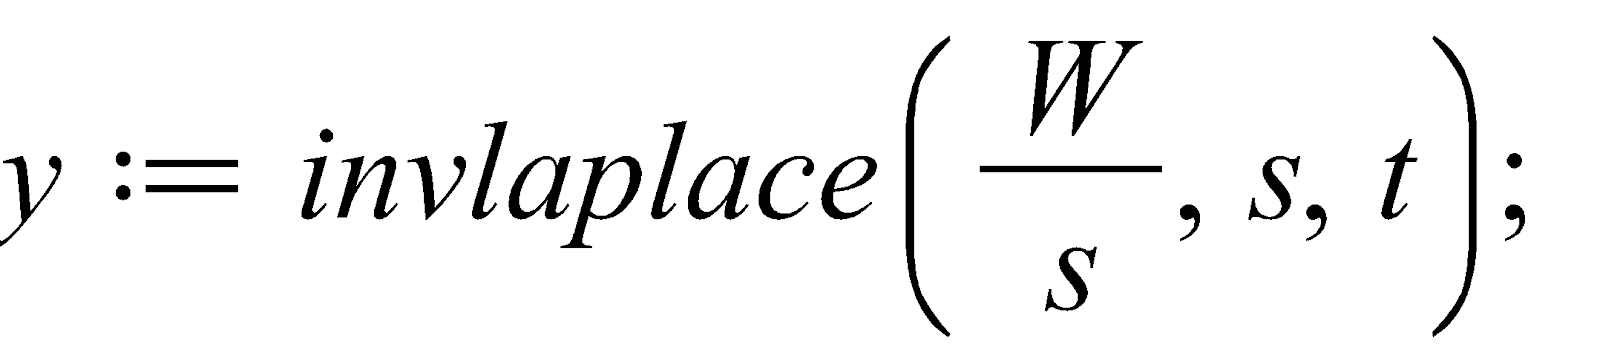 y := invlaplace(W/s, s, t);